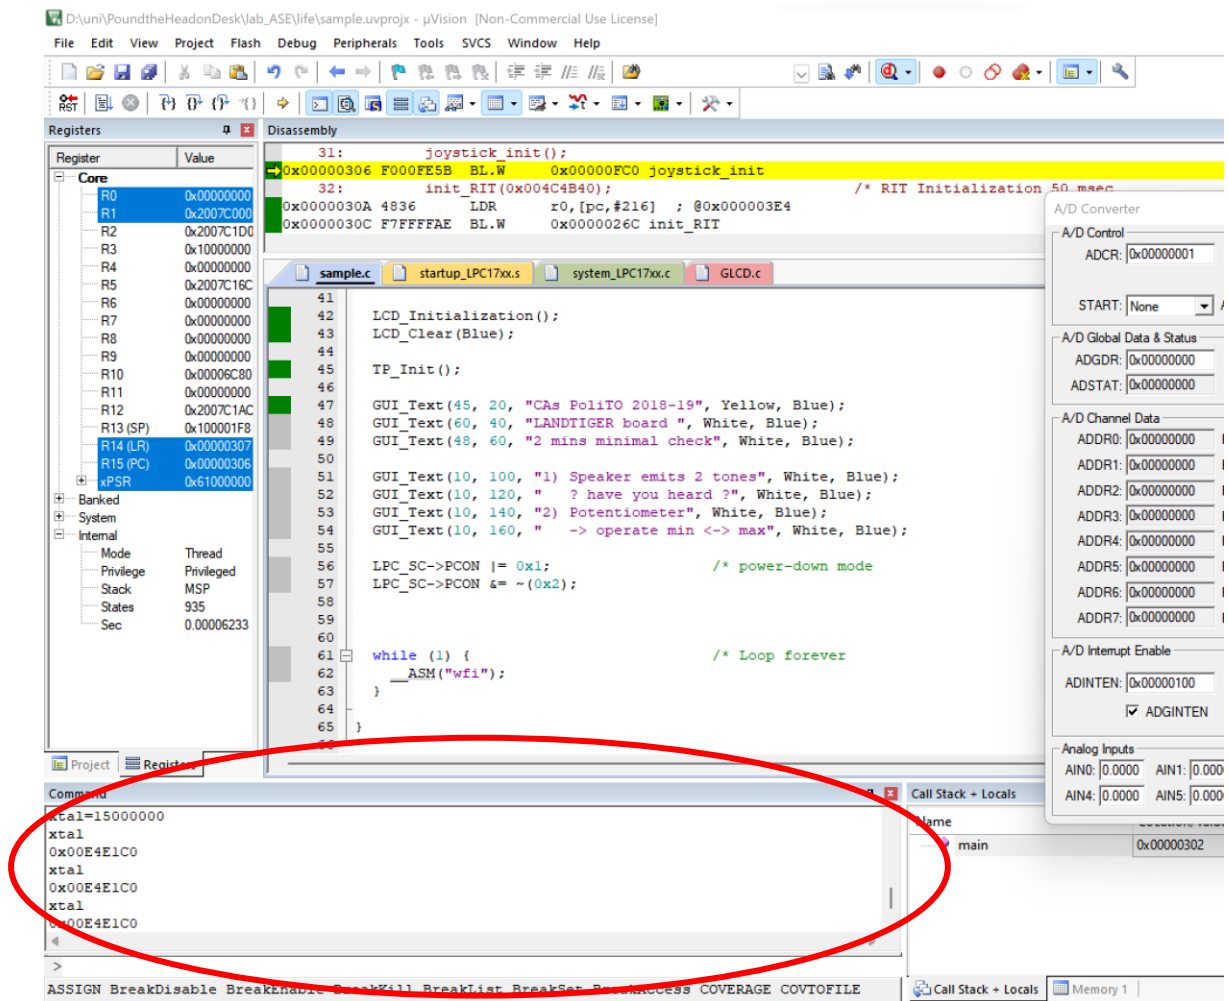 D:\uni\PoundtheHeadonDesk\lab_ASE\life\sample.uvprojx - µVision [Non-Commercial Use License]
File Edit View Project Flash Debug Peripherals Tools SVCS Window Help
RST
Registers
Register Value
Core
R0 0x00000000
R1 0x2007C000
R2 0x2007C1D0
R3 0x10000000
R4 0x00000000
R5 0x2007C16C
R6 0x00000000
R7 0x00000000
R8 0x00000000
R9 0x00000000
R10 0x00006C80
R11 0x00000000
R12 0x2007C1AC
R13 (SP) 0x100001F8
R14 (LR) 0x00000307
R15 (PC) 0x00000306
xPSR 0x61000000
Banked
System
Internal
Mode Thread
Privilege Privileged
Stack MSP
States 935
Sec 0.00006233
Project Registers
Disassembly
31: joystick_init();
0x00000306 F000FE5B BL.W 0x00000FC0 joystick_init
32: init_RIT(0x004C4B40); /* RIT Initialization 50 msec
0x0000030A 4836 LDR r0,[pc,#216] ; @0x000003E4
0x0000030C F7FFFFAE BL.W 0x0000026C init_RIT
sample.c startup_LPC17xx.s system_LPC17xx.c GLCD.c
41
42 LCD_Initialization();
43 LCD_Clear(Blue);
44
45 TP_Init();
46
47 GUI_Text(45, 20, "CAs PoliTO 2018-19", Yellow, Blue);
48 GUI_Text(60, 40, "LANDTIGER board ", White, Blue);
49 GUI_Text(48, 60, "2 mins minimal check", White, Blue);
50
51 GUI_Text(10, 100, "1) Speaker emits 2 tones", White, Blue);
52 GUI_Text(10, 120, " ? have you heard ?", White, Blue);
53 GUI_Text(10, 140, "2) Potentiometer", White, Blue);
54 GUI_Text(10, 160, " -> operate min <-> max", White, Blue);
55
56 LPC_SC->PCON |= 0x1; /* power-down mode
57 LPC_SC->PCON &= ~(0x2);
58
59
60
61 while (1) { /* Loop forever
62 __ASM("wfi");
63 }
64
65 }
A/D Converter
A/D Control
ADCR: 0x00000001
START: None
A/D Global Data & Status
ADGDR: 0x00000000
ADSTAT: 0x00000000
A/D Channel Data
ADDR0: 0x00000000
ADDR1: 0x00000000
ADDR2: 0x00000000
ADDR3: 0x00000000
ADDR4: 0x00000000
ADDR5: 0x00000000
ADDR6: 0x00000000
ADDR7: 0x00000000
A/D Interrupt Enable
ADINTEN: 0x00000100
ADGINTEN
Analog Inputs
AIN0: 0.0000 AIN1: 0.000
AIN4: 0.0000 AIN5: 0.000
Command
xtal=15000000
xtal
0x00E4E1C0
xtal
0x00E4E1C0
xtal
0x00E4E1C0
>
ASSIGN BreakDisable BreakEnable BreakKill BreakList BreakSet BreakAccess COVERAGE COVTOFILE
Call Stack + Locals
Name
main 0x00000302
Call Stack + Locals Memory 1